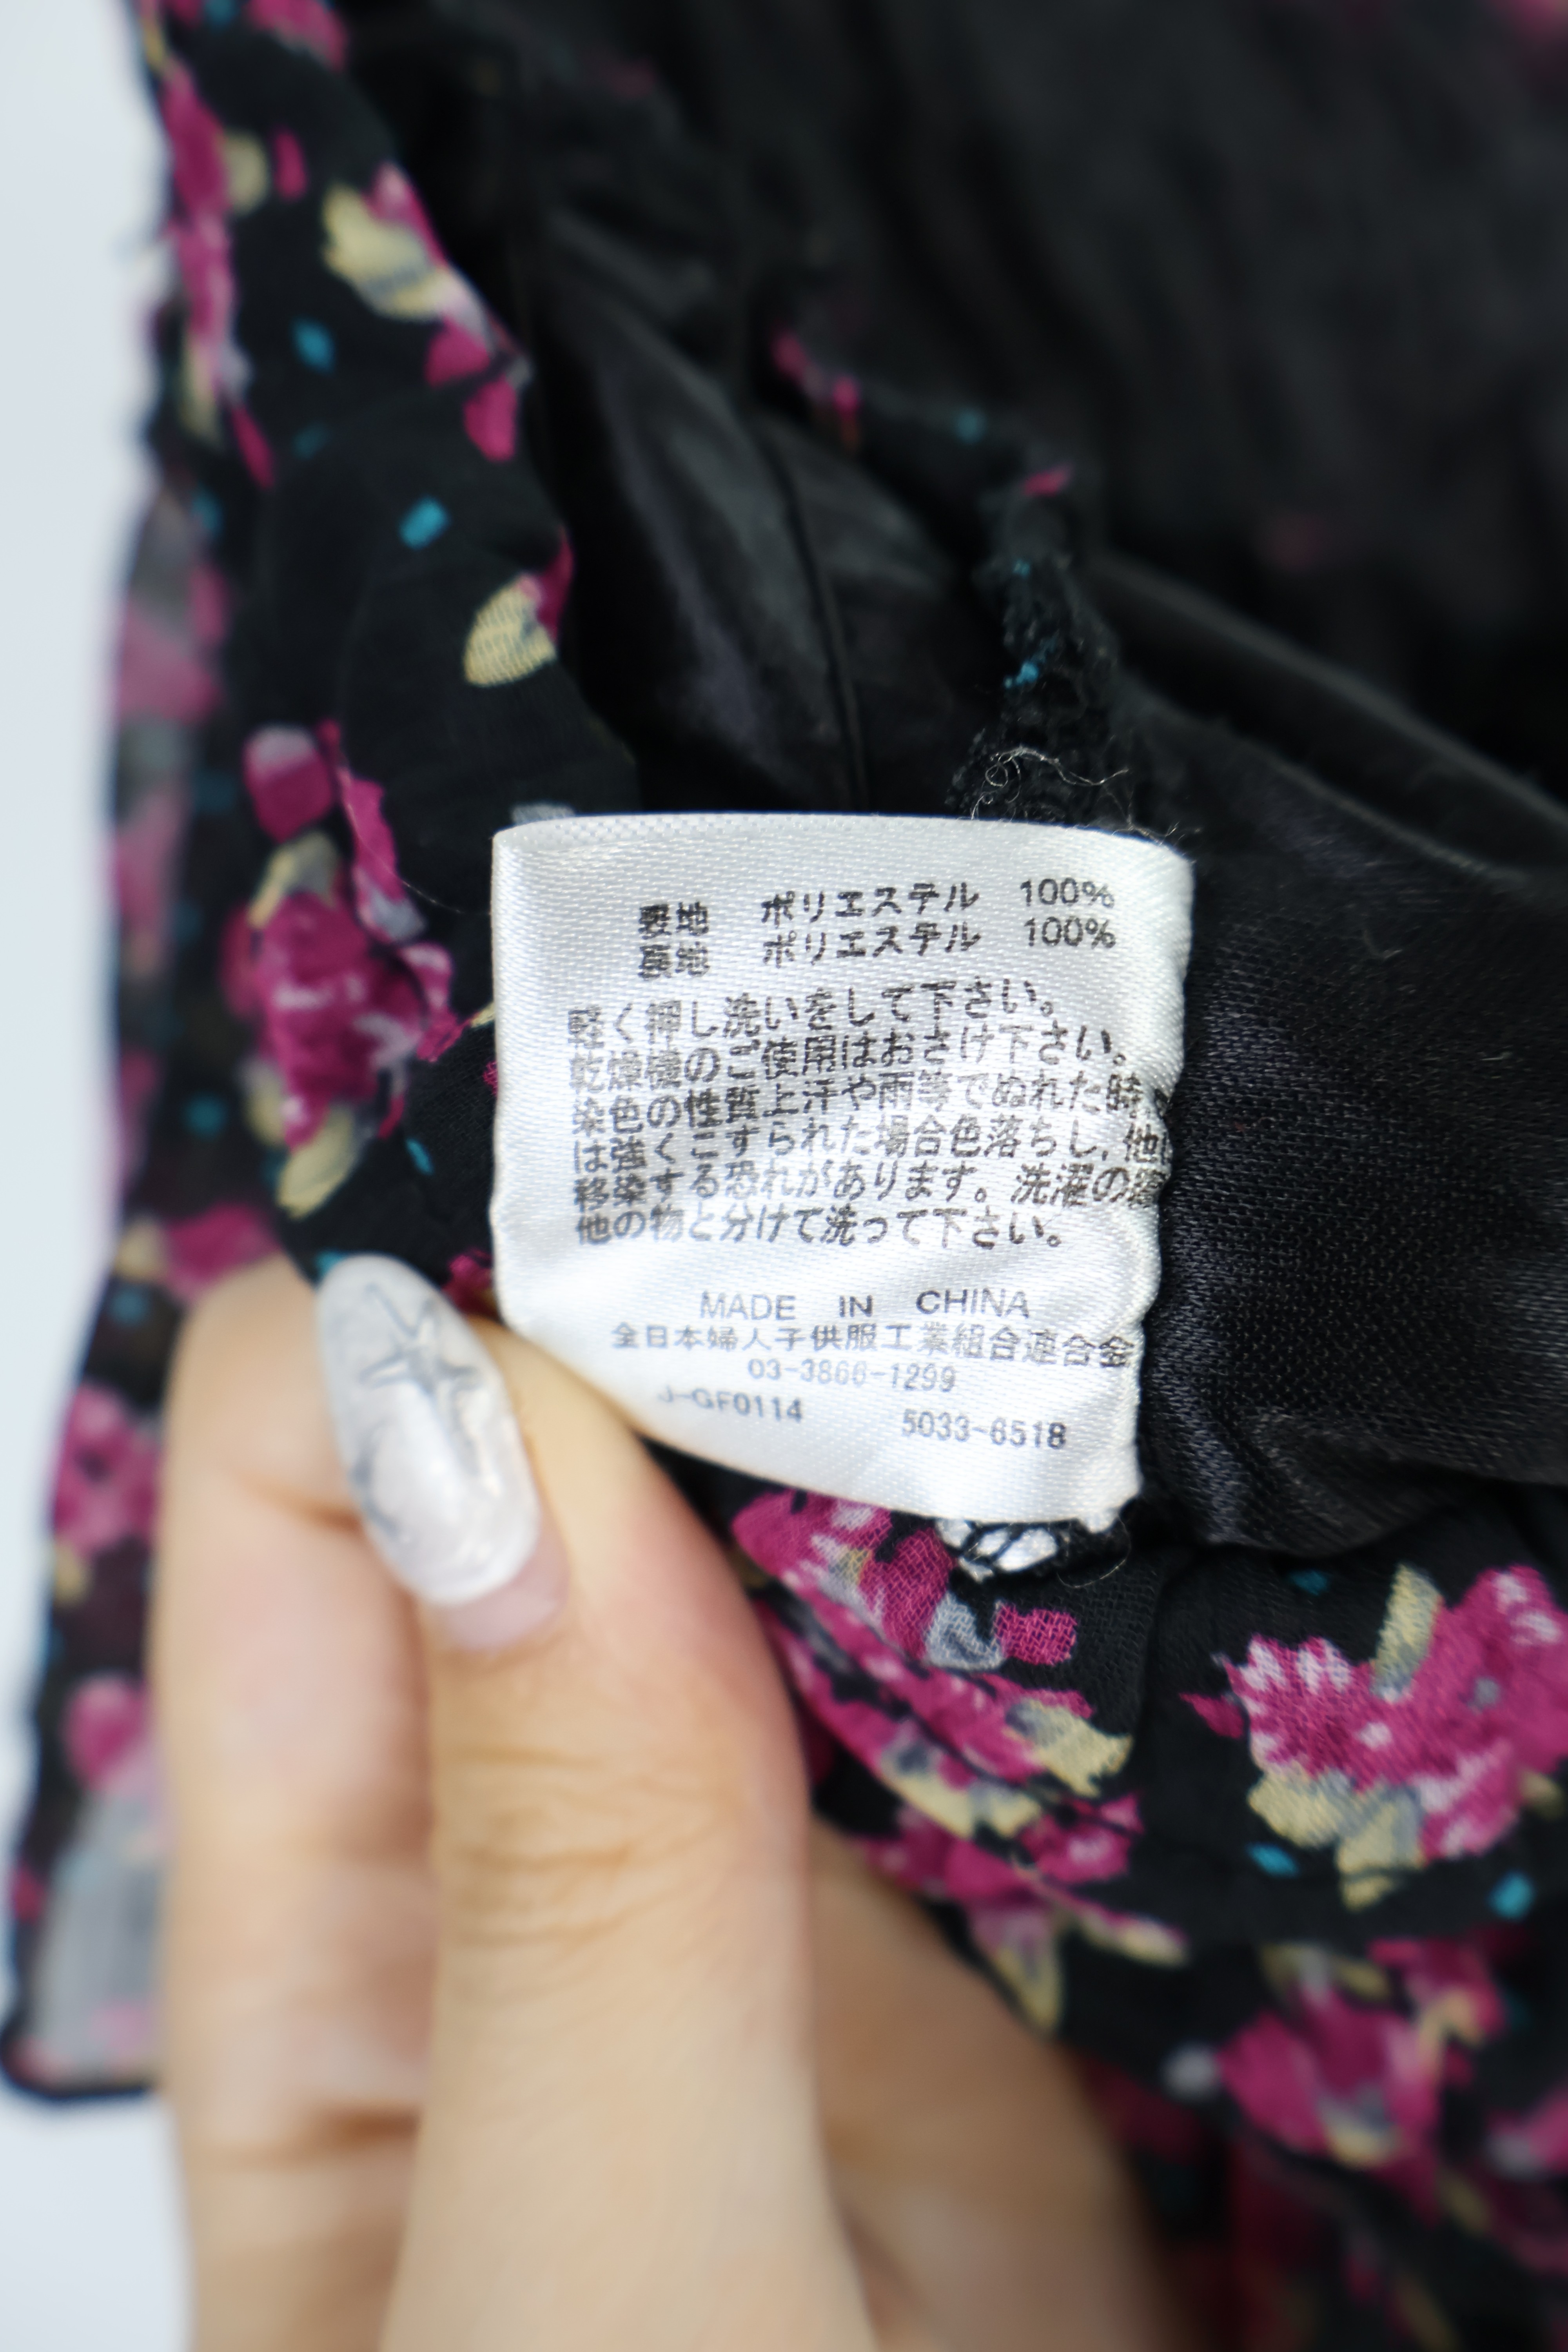 表地 ポリエステル 100%
裏地 ポリエステル 100%
軽く押し洗いをして下さい。
乾燥機のご使用はおさけ下さい。
染色の性質上汗や雨等でぬれた時、
は強くこすられた場合色落ちし、他
移染する恐れがあります。洗濯の
他の物と分けて洗って下さい。
MADE IN CHINA
全日本婦人子供服工業組合連合会
03-3866-1299
J-GF0114 5033-6518